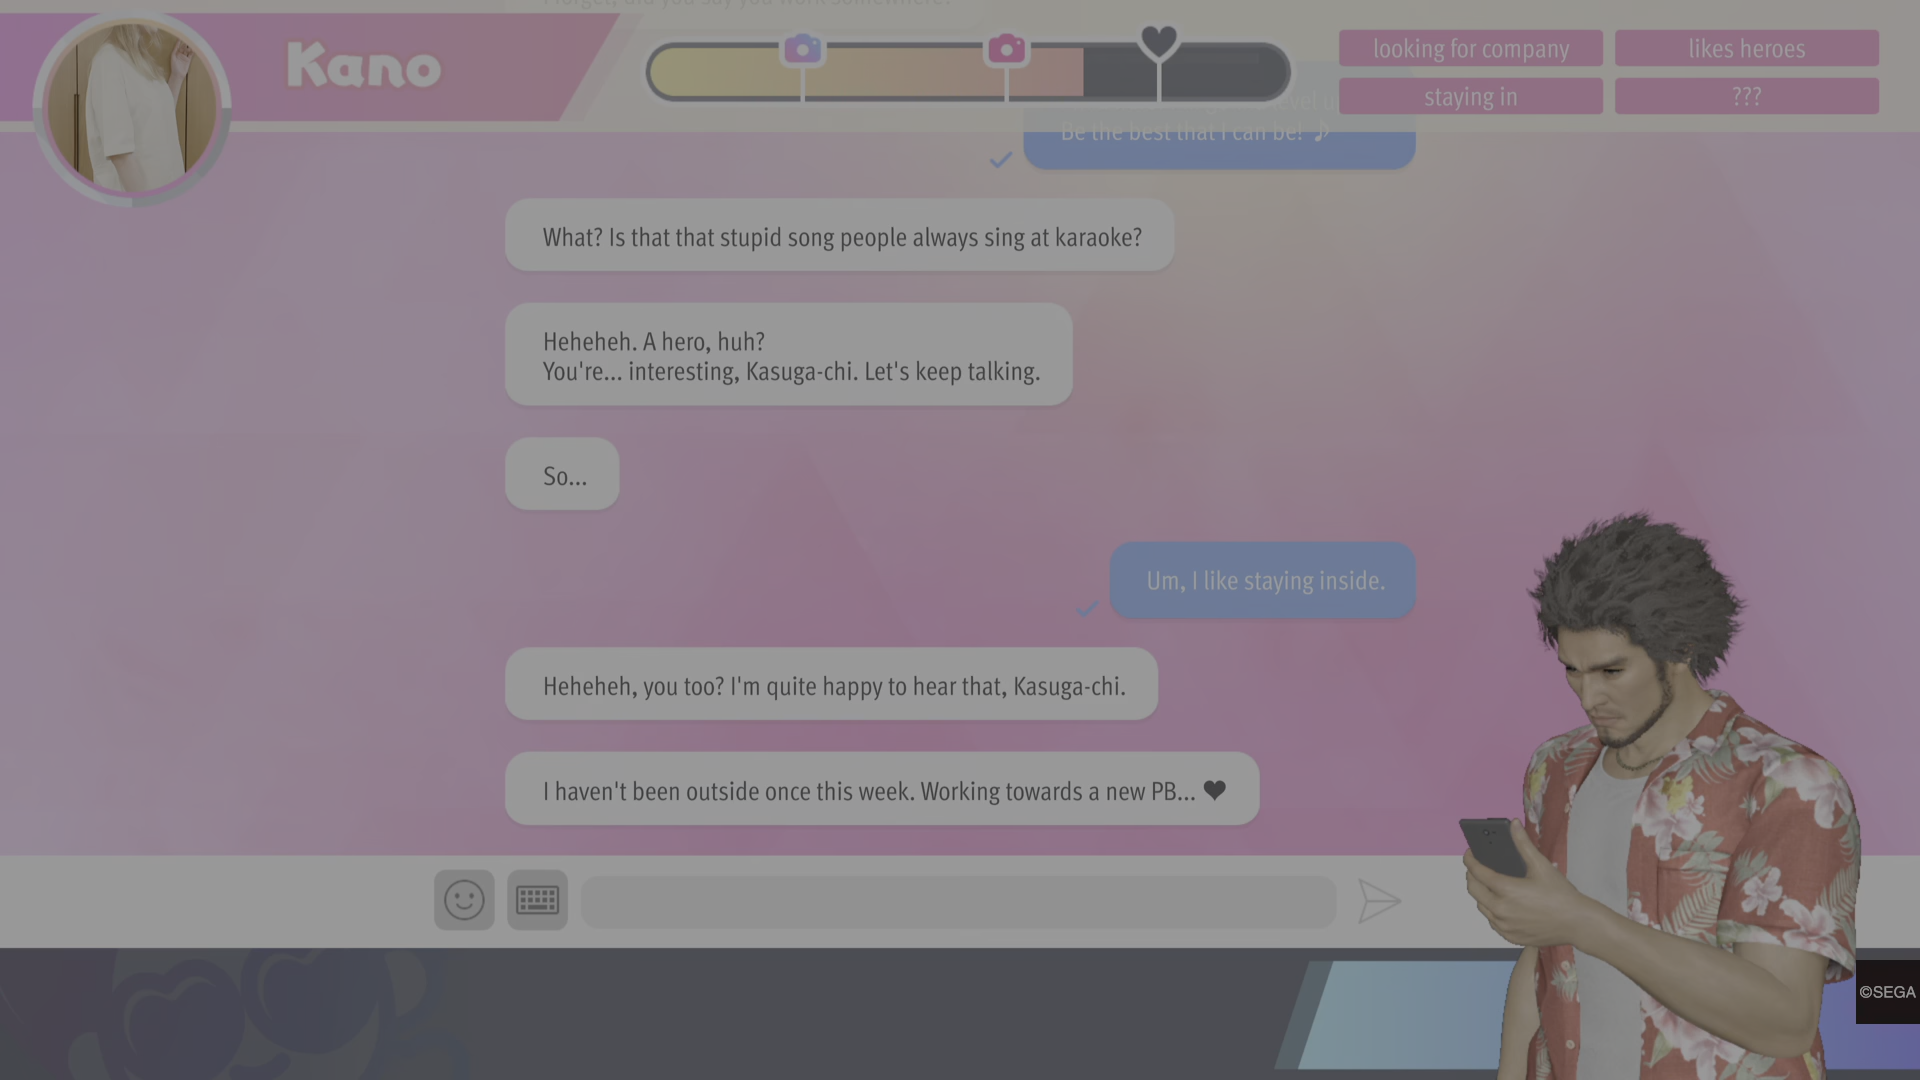 Kano
looking for company
likes heroes
staying in
???
Be the best that I can be! ♪
What? Is that that stupid song people always sing at karaoke?
Heheheh. A hero, huh?
You're... interesting, Kasuga-chi. Let's keep talking.
So...
Um, I like staying inside.
Heheheh, you too? I'm quite happy to hear that, Kasuga-chi.
I haven't been outside once this week. Working towards a new PB... ♥
©SEGA